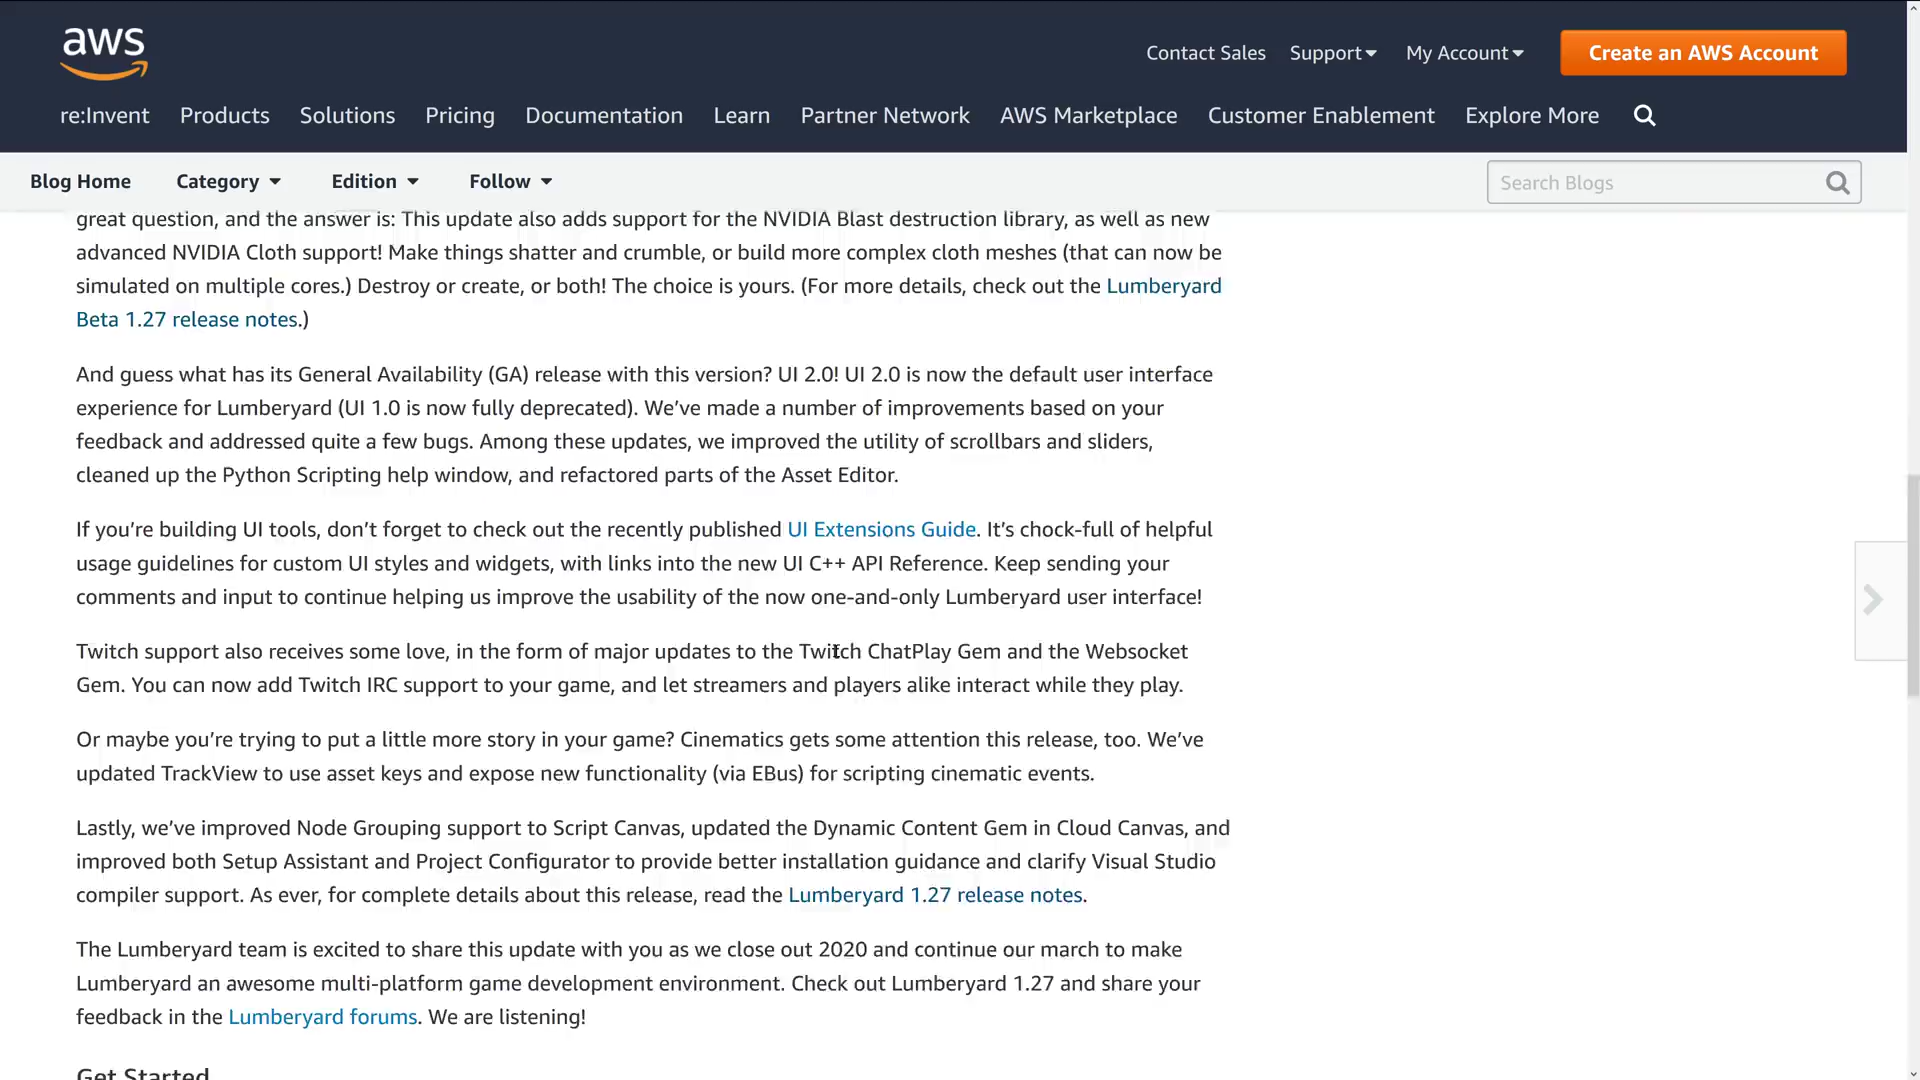 aws
Contact Sales Support My Account Create an AWS Account
re:Invent Products Solutions Pricing Documentation Learn Partner Network AWS Marketplace Customer Enablement Explore More
Blog Home Category Edition Follow Search Blogs
great question, and the answer is: This update also adds support for the NVIDIA Blast destruction library, as well as new
advanced NVIDIA Cloth support! Make things shatter and crumble, or build more complex cloth meshes (that can now be
simulated on multiple cores.) Destroy or create, or both! The choice is yours. (For more details, check out the Lumberyard
Beta 1.27 release notes.)
And guess what has its General Availability (GA) release with this version? UI 2.0! UI 2.0 is now the default user interface
experience for Lumberyard (UI 1.0 is now fully deprecated). We’ve made a number of improvements based on your
feedback and addressed quite a few bugs. Among these updates, we improved the utility of scrollbars and sliders,
cleaned up the Python Scripting help window, and refactored parts of the Asset Editor.
If you’re building UI tools, don’t forget to check out the recently published UI Extensions Guide. It’s chock-full of helpful
usage guidelines for custom UI styles and widgets, with links into the new UI C++ API Reference. Keep sending your
comments and input to continue helping us improve the usability of the now one-and-only Lumberyard user interface!
Twitch support also receives some love, in the form of major updates to the Twitch ChatPlay Gem and the Websocket
Gem. You can now add Twitch IRC support to your game, and let streamers and players alike interact while they play.
Or maybe you’re trying to put a little more story in your game? Cinematics gets some attention this release, too. We’ve
updated TrackView to use asset keys and expose new functionality (via EBus) for scripting cinematic events.
Lastly, we’ve improved Node Grouping support to Script Canvas, updated the Dynamic Content Gem in Cloud Canvas, and
improved both Setup Assistant and Project Configurator to provide better installation guidance and clarify Visual Studio
compiler support. As ever, for complete details about this release, read the Lumberyard 1.27 release notes.
The Lumberyard team is excited to share this update with you as we close out 2020 and continue our march to make
Lumberyard an awesome multi-platform game development environment. Check out Lumberyard 1.27 and share your
feedback in the Lumberyard forums. We are listening!
Get Started